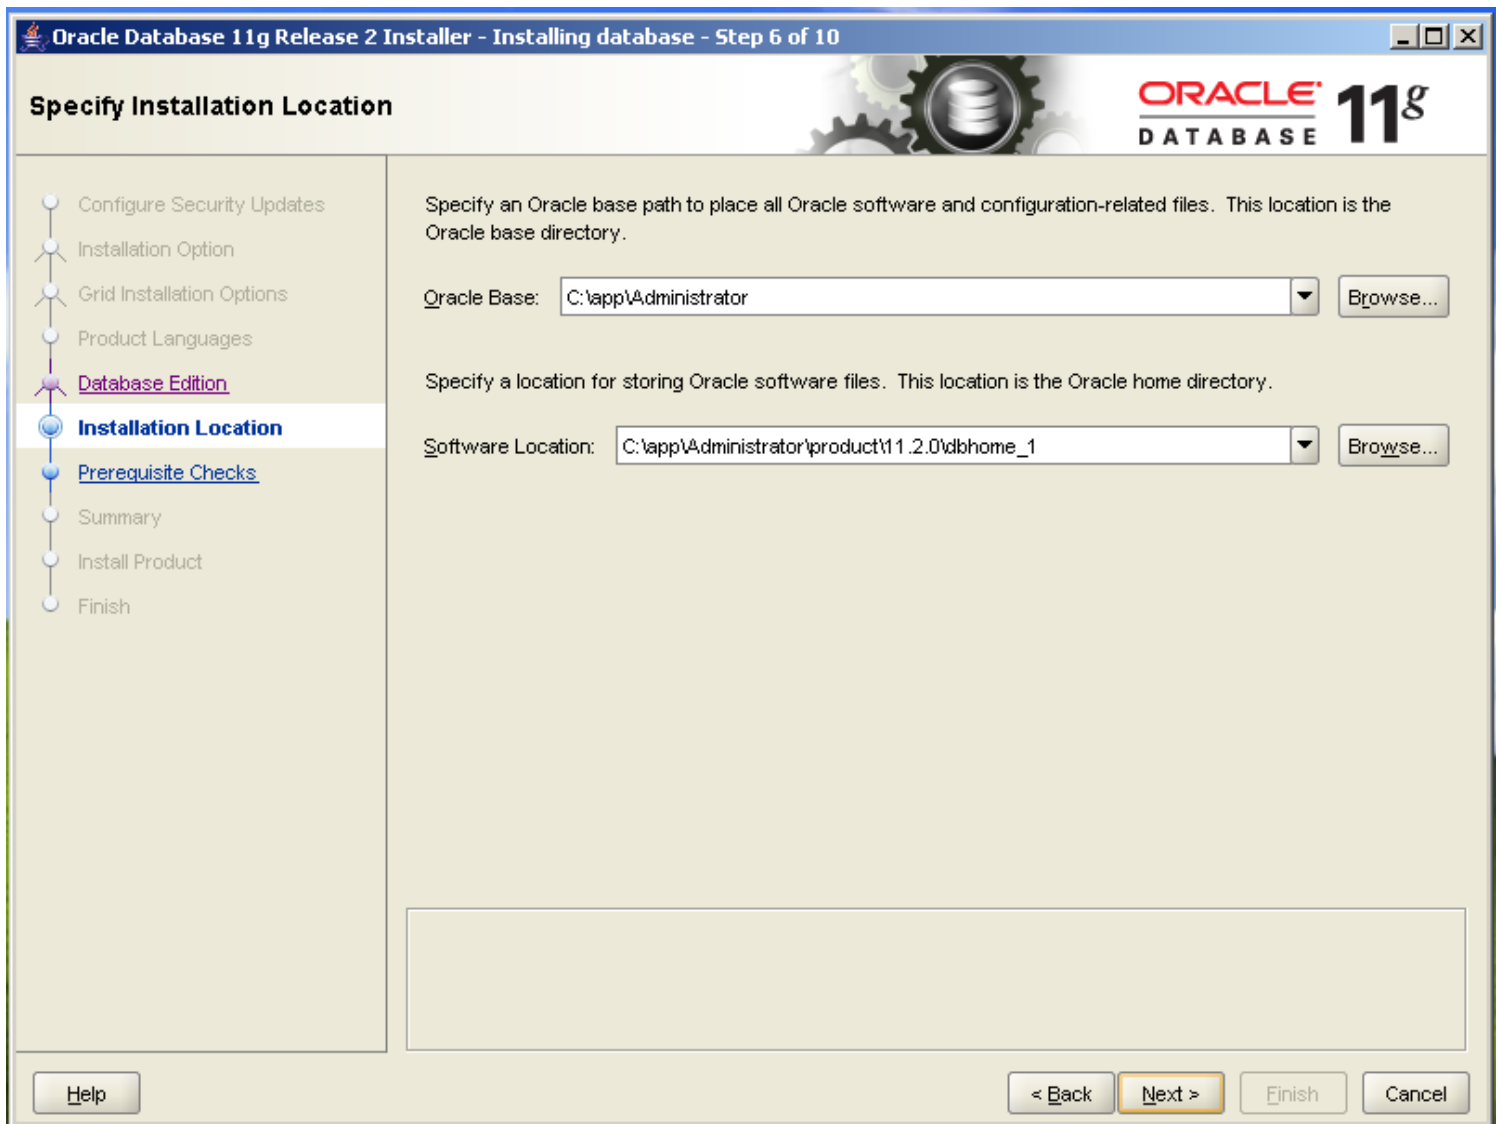 Oracle Database 11g Release 2 Installer - Installing database - Step 6 of 10
Specify Installation Location
ORACLE
DATABASE
11g
Configure Security Updates
Installation Option
Grid Installation Options
Product Languages
Database Edition
Installation Location
Prerequisite Checks
Summary
Install Product
Finish
Specify an Oracle base path to place all Oracle software and configuration-related files. This location is the
Oracle base directory.
Oracle Base: C:\app\Administrator Browse...
Specify a location for storing Oracle software files. This location is the Oracle home directory.
Software Location: C:\app\Administrator\product\11.2.0\dbhome_1 Browse...
Help < Back Next > Finish Cancel